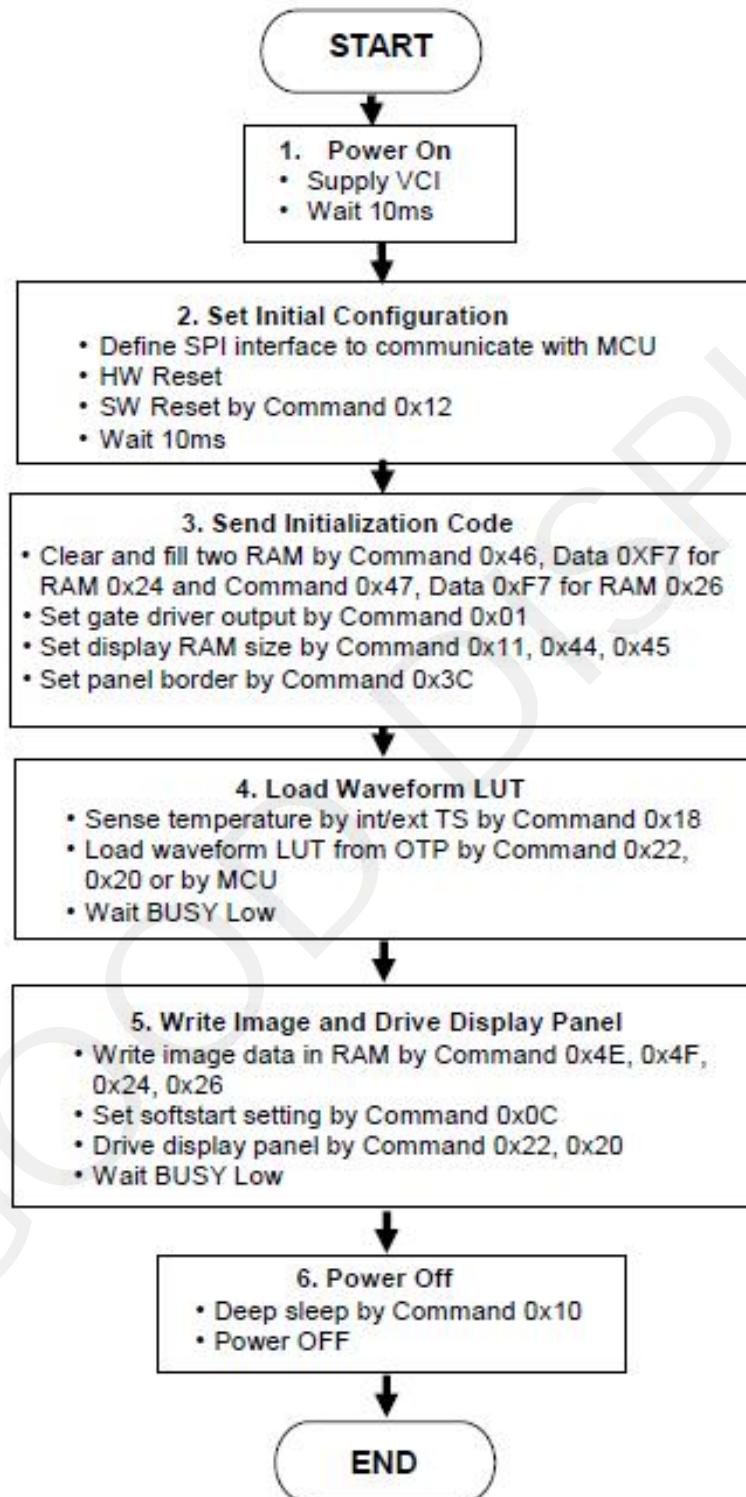 START
1. Power On
• Supply VCI
• Wait 10ms
2. Set Initial Configuration
• Define SPI interface to communicate with MCU
• HW Reset
• SW Reset by Command 0x12
• Wait 10ms
3. Send Initialization Code
• Clear and fill two RAM by Command 0x46, Data 0XF7 for
RAM 0x24 and Command 0x47, Data 0xF7 for RAM 0x26
• Set gate driver output by Command 0x01
• Set display RAM size by Command 0x11, 0x44, 0x45
• Set panel border by Command 0x3C
4. Load Waveform LUT
• Sense temperature by int/ext TS by Command 0x18
• Load waveform LUT from OTP by Command 0x22,
0x20 or by MCU
• Wait BUSY Low
5. Write Image and Drive Display Panel
• Write image data in RAM by Command 0x4E, 0x4F,
0x24, 0x26
• Set softstart setting by Command 0x0C
• Drive display panel by Command 0x22, 0x20
• Wait BUSY Low
6. Power Off
• Deep sleep by Command 0x10
• Power OFF
END